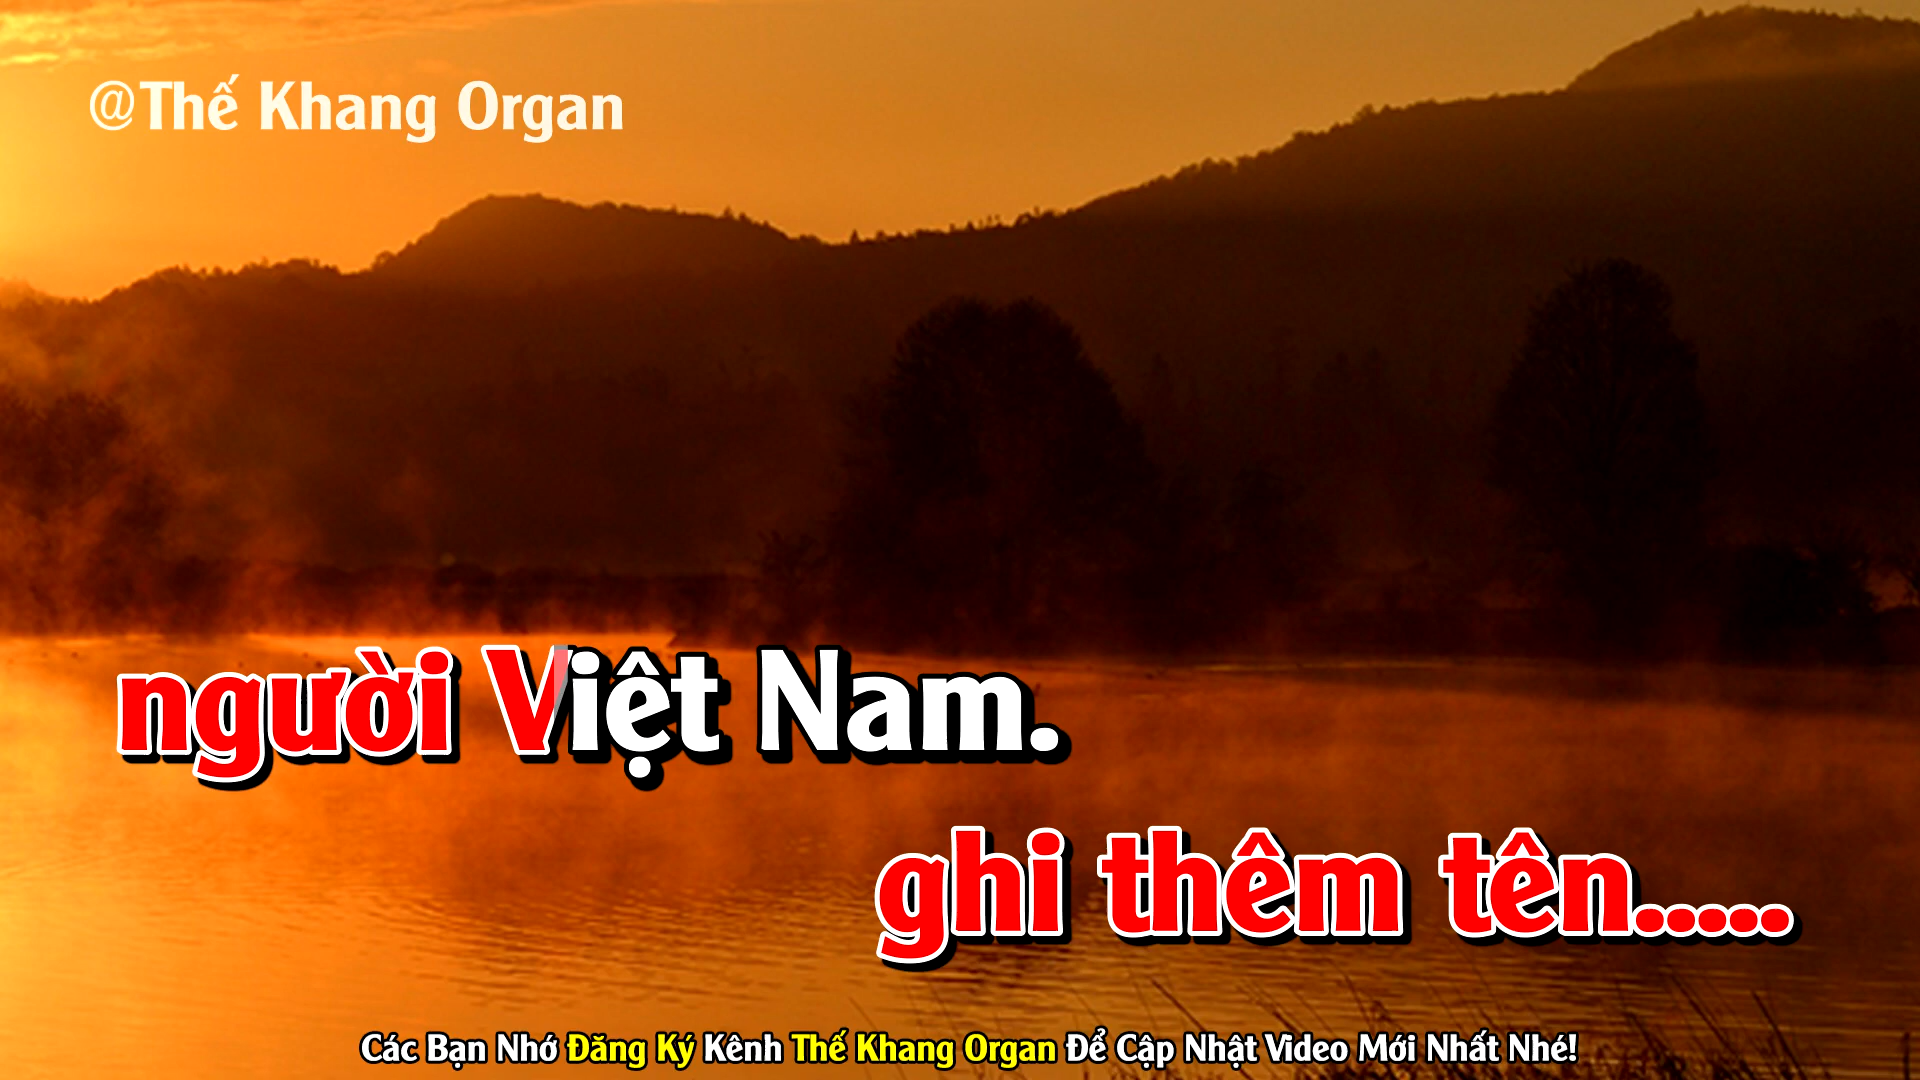 @Thế Khang Organ
người Việt Nam.
ghi thêm tên.....
Các Bạn Nhớ Đăng Ký Kênh Thế Khang Organ Để Cập Nhật Video Mới Nhất Nhé!